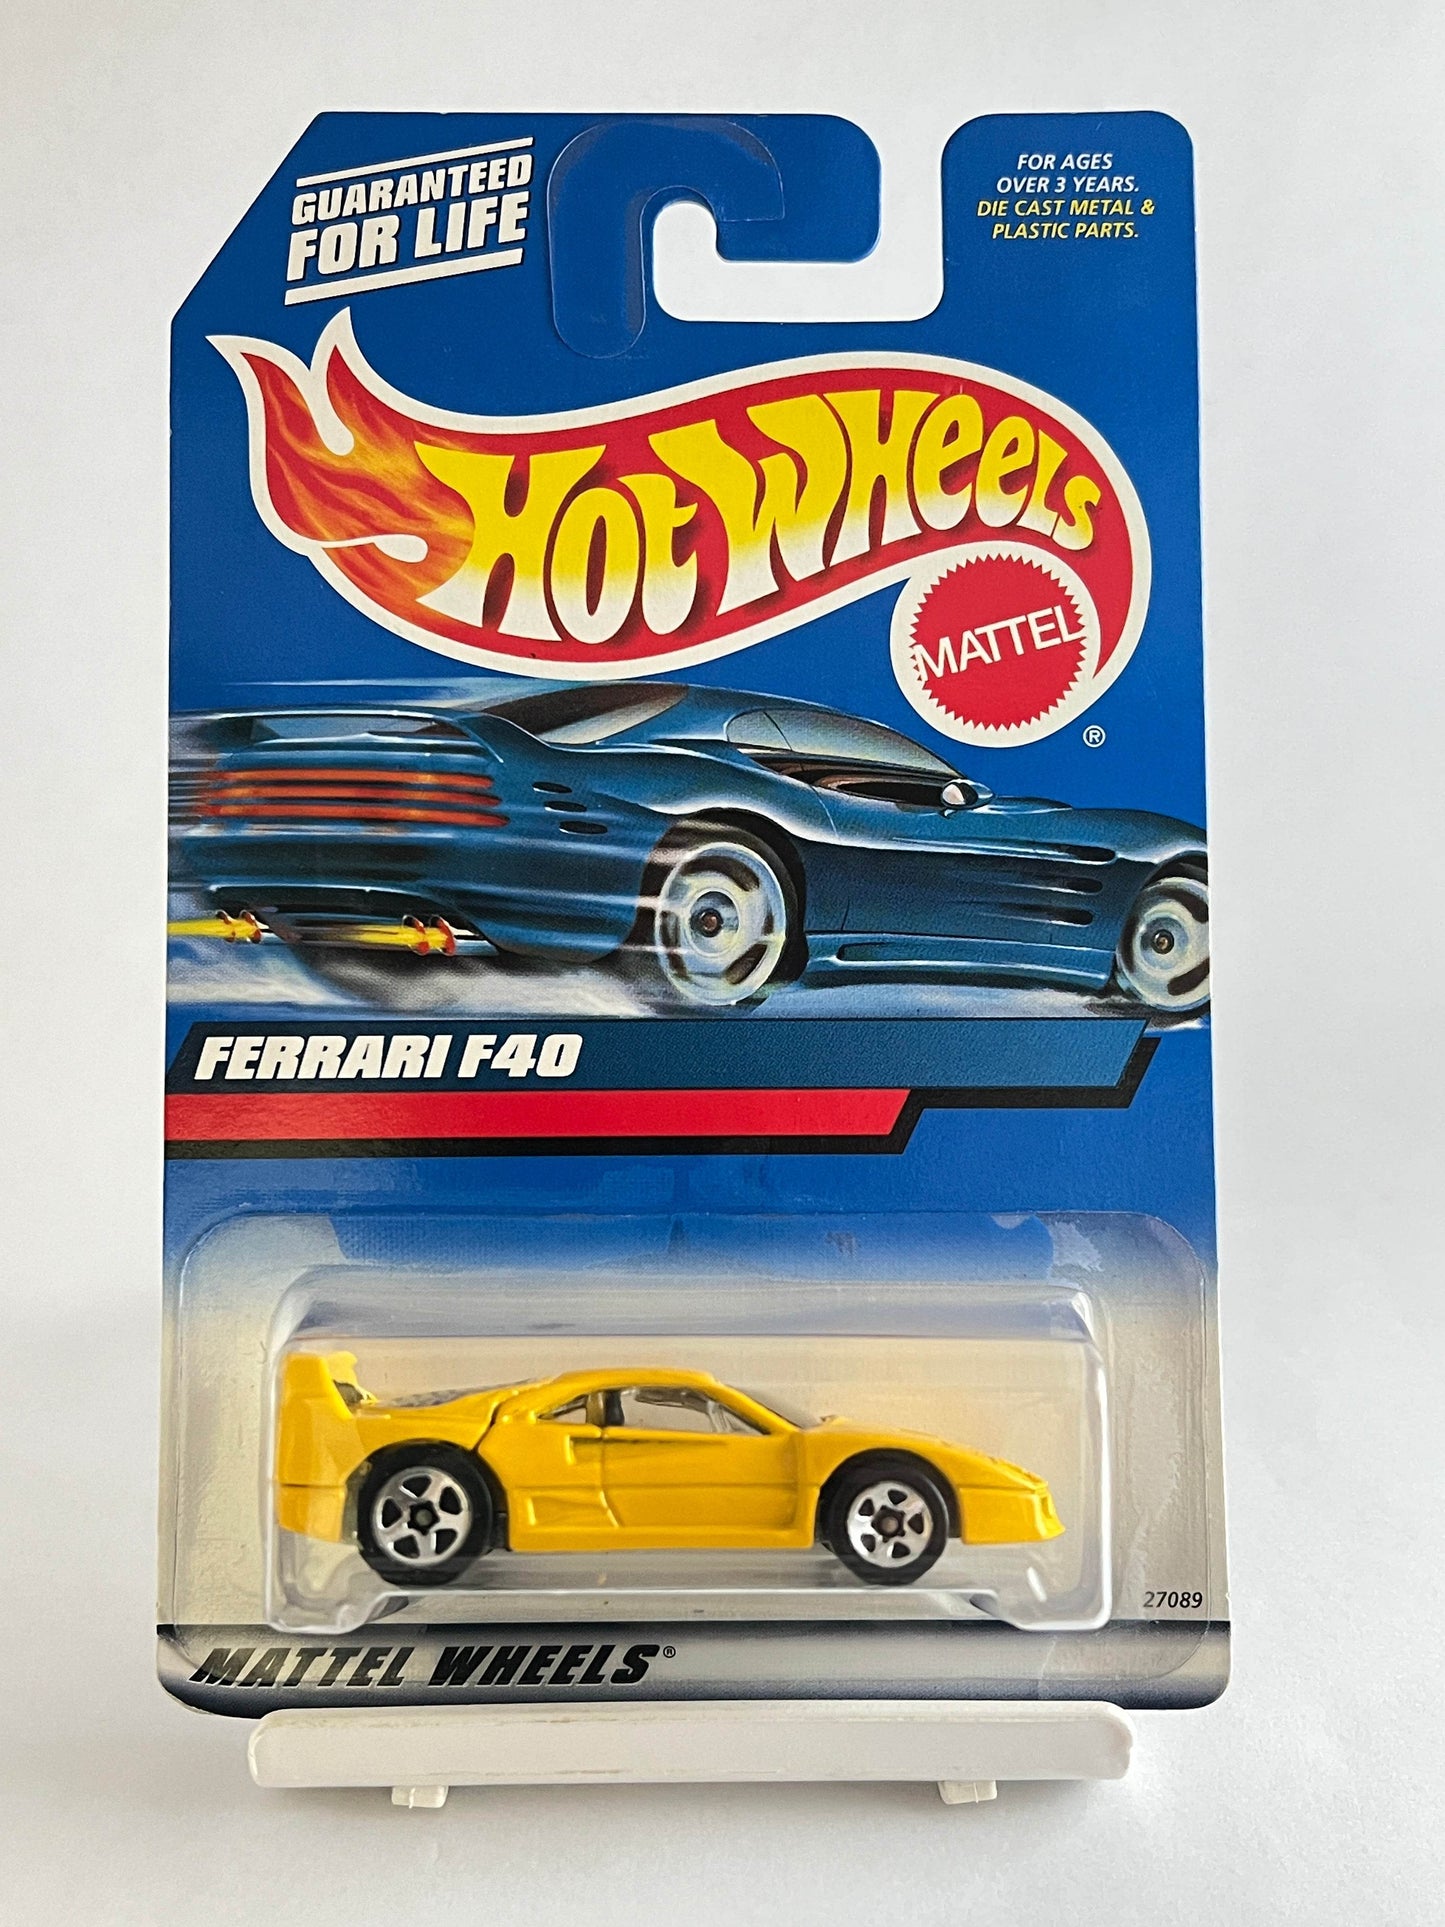 GUARANTEED
FOR LIFE
FOR AGES
OVER 3 YEARS.
DIE CAST METAL &
PLASTIC PARTS.
HOT WHEELS
MATTEL
®
FERRARI F40
27089
MATTEL WHEELS®